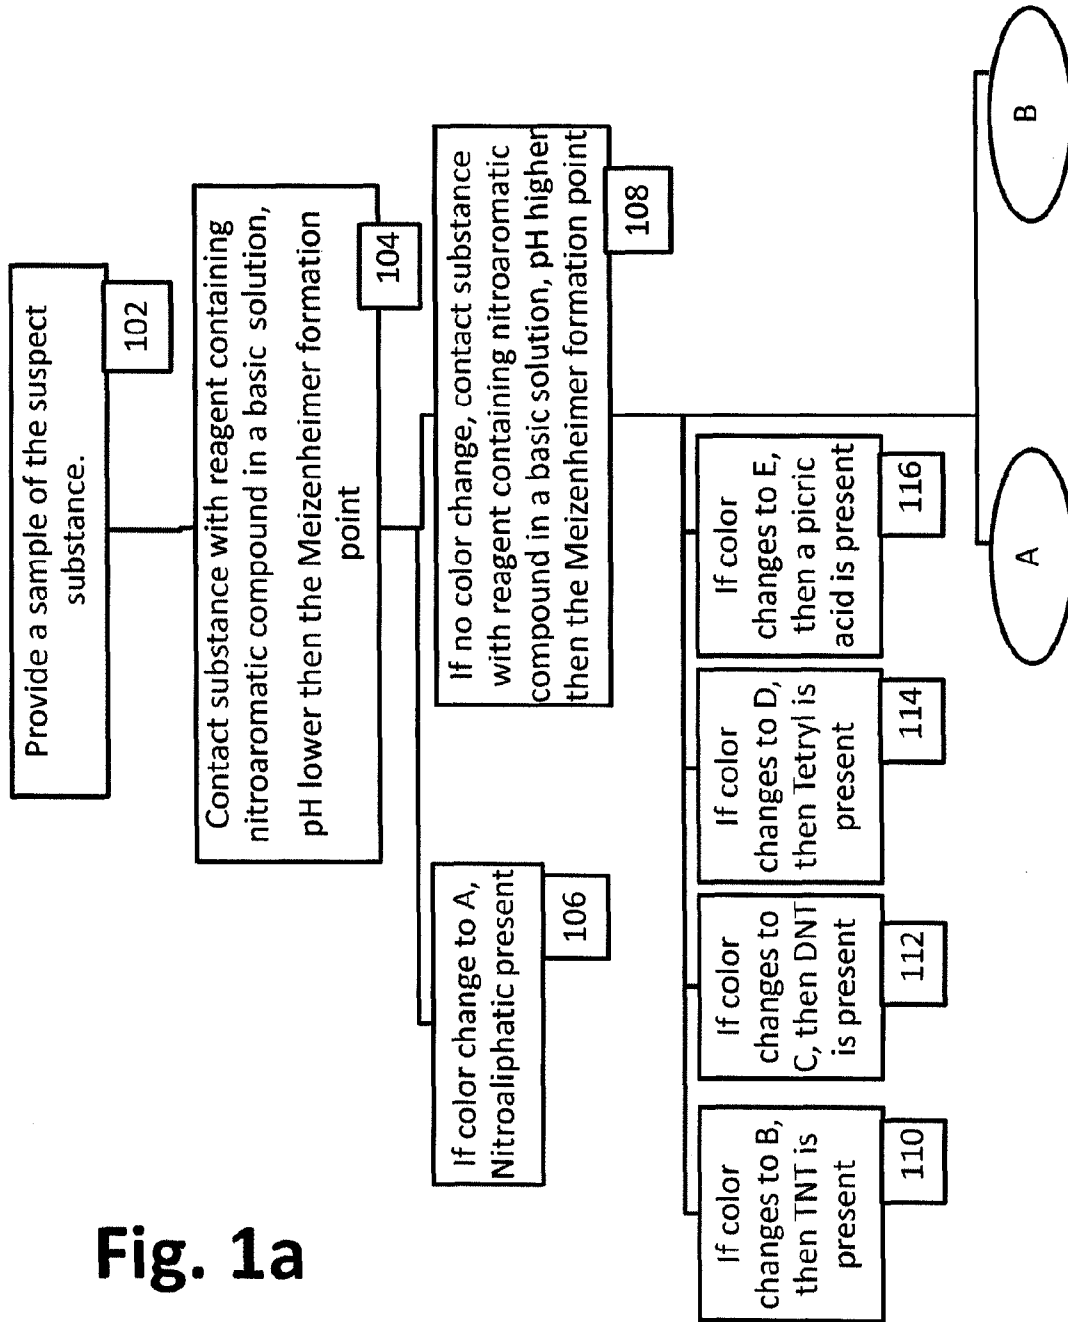 Provide a sample of the suspect
substance.
102
Contact substance with reagent containing
nitroaromatic compound in a basic solution,
pH lower then the Meizenheimer formation
point
104
If color change to A,
Nitroaliphatic present
106
If no color change, contact substance
with reagent containing nitroaromatic
compound in a basic solution, pH higher
then the Meizenheimer formation point
108
If color
changes to B,
then TNT is
present
110
If color
changes to
C, then DNT
is present
112
If color
changes to D,
then Tetryl is
present
114
If color
changes to E,
then a picric
acid is present
116
A
B
Fig. 1a